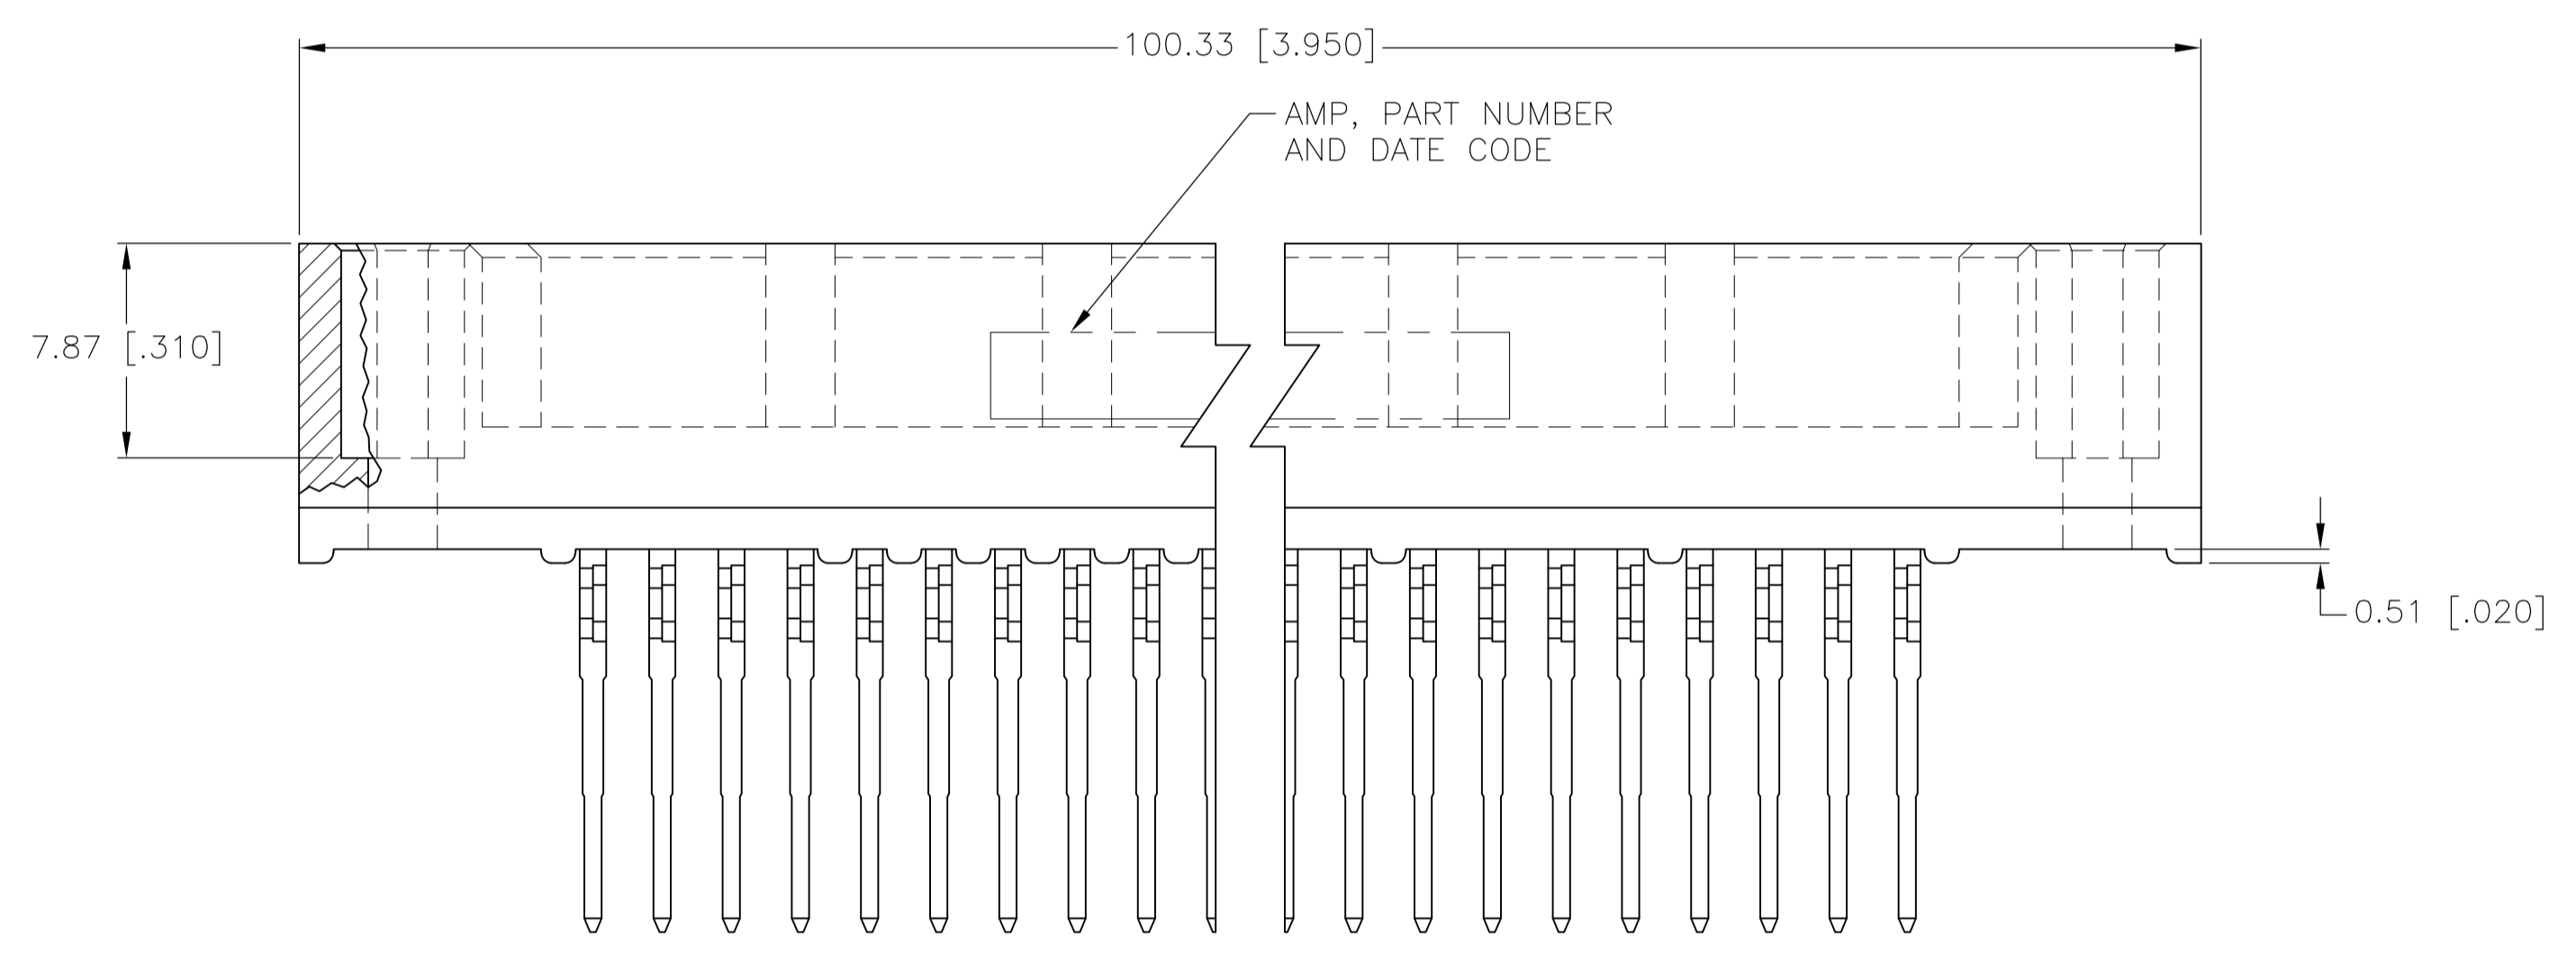 100.33 [3.950]
AMP, PART NUMBER
AND DATE CODE
7.87 [.310]
0.51 [.020]